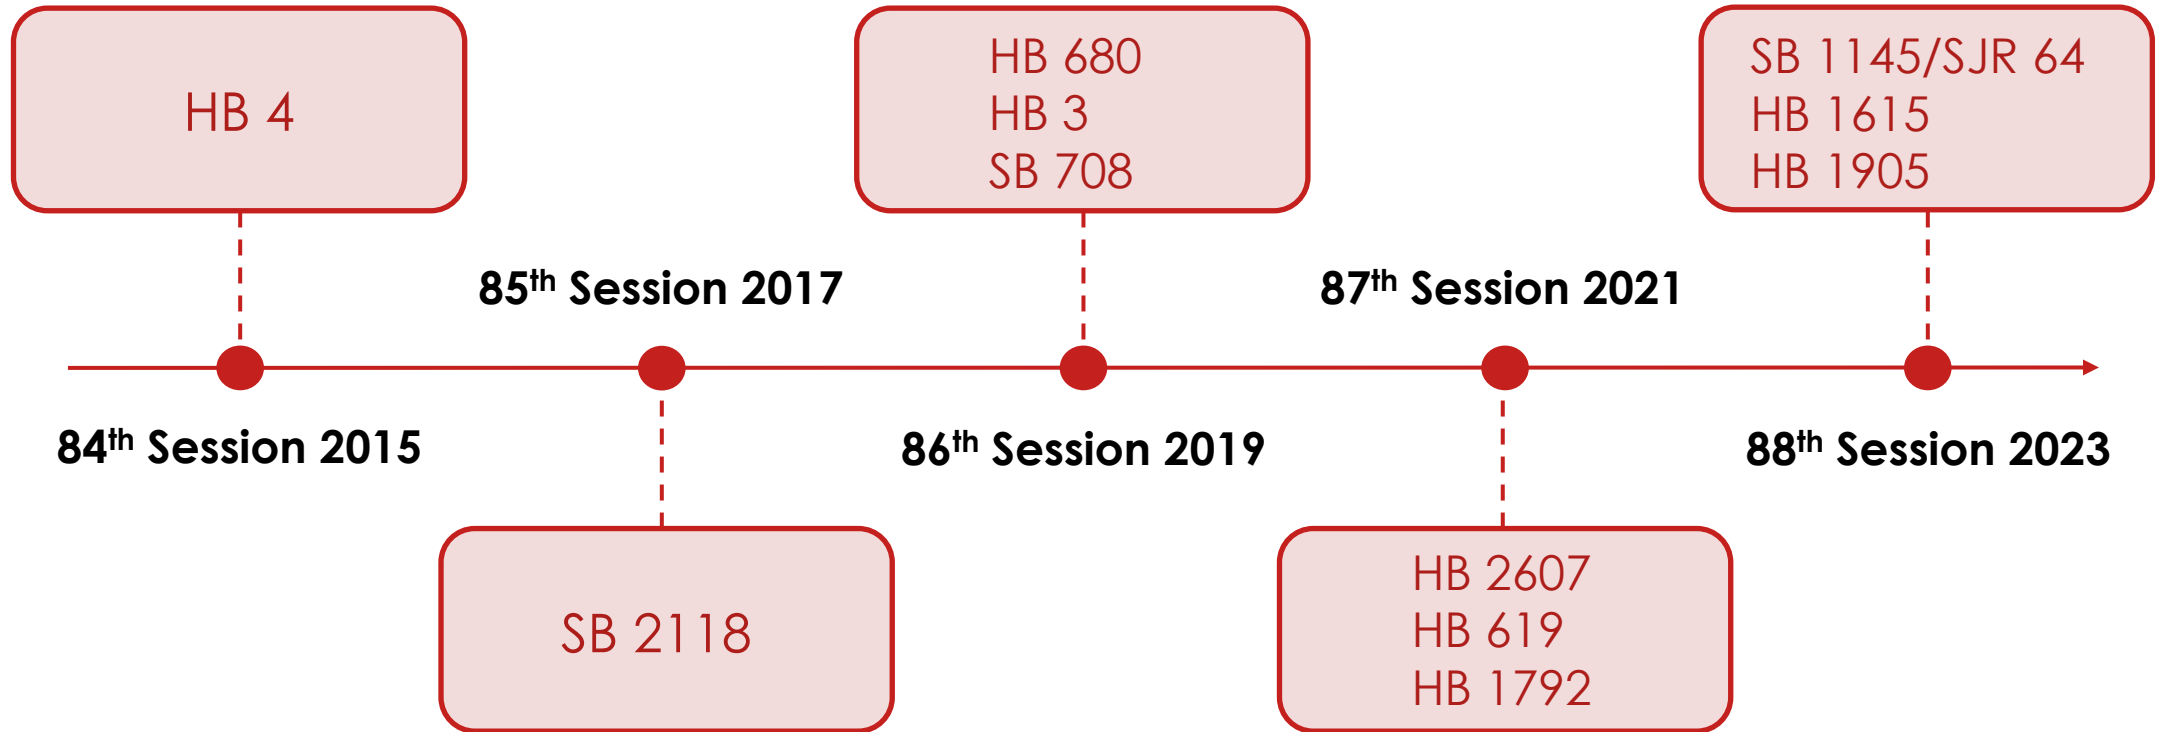 HB 4
HB 680
HB 3
SB 708
SB 1145/SJR 64
HB 1615
HB 1905
85th Session 2017
87th Session 2021
84th Session 2015
86th Session 2019
88th Session 2023
SB 2118
HB 2607
HB 619
HB 1792